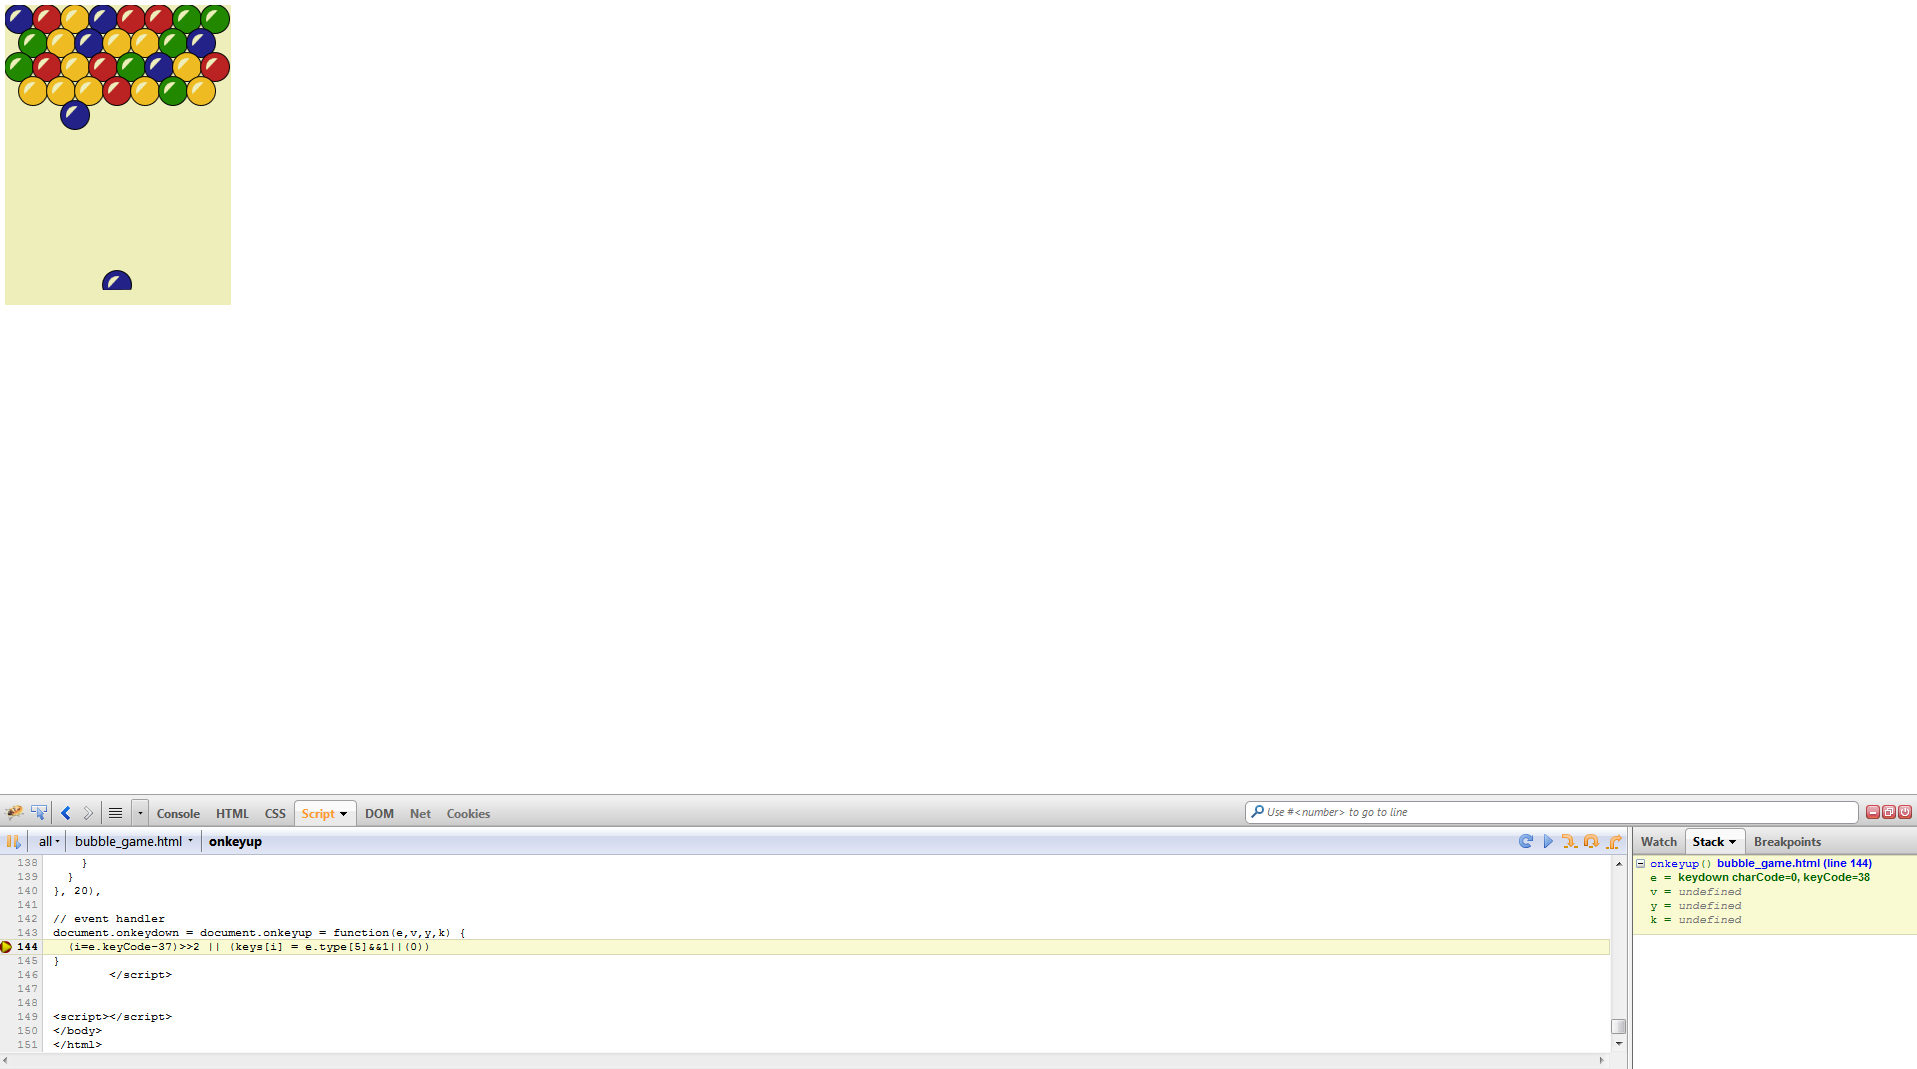 Console HTML CSS Script DOM Net Cookies
Use #<number> to go to line
all bubble_game.html onkeyup
Watch Stack Breakpoints
138 }
139 }
140 }, 20),
141
142 // event handler
143 document.onkeydown = document.onkeyup = function(e,v,y,k) {
144 (i=e.keyCode-37)>>2 || (keys[i] = e.type[5]&&1||(0))
145 }
146 </script>
147
148
149 <script></script>
150 </body>
151 </html>
onkeyup() bubble_game.html (line 144)
e = keydown charCode=0, keyCode=38
v = undefined
y = undefined
k = undefined